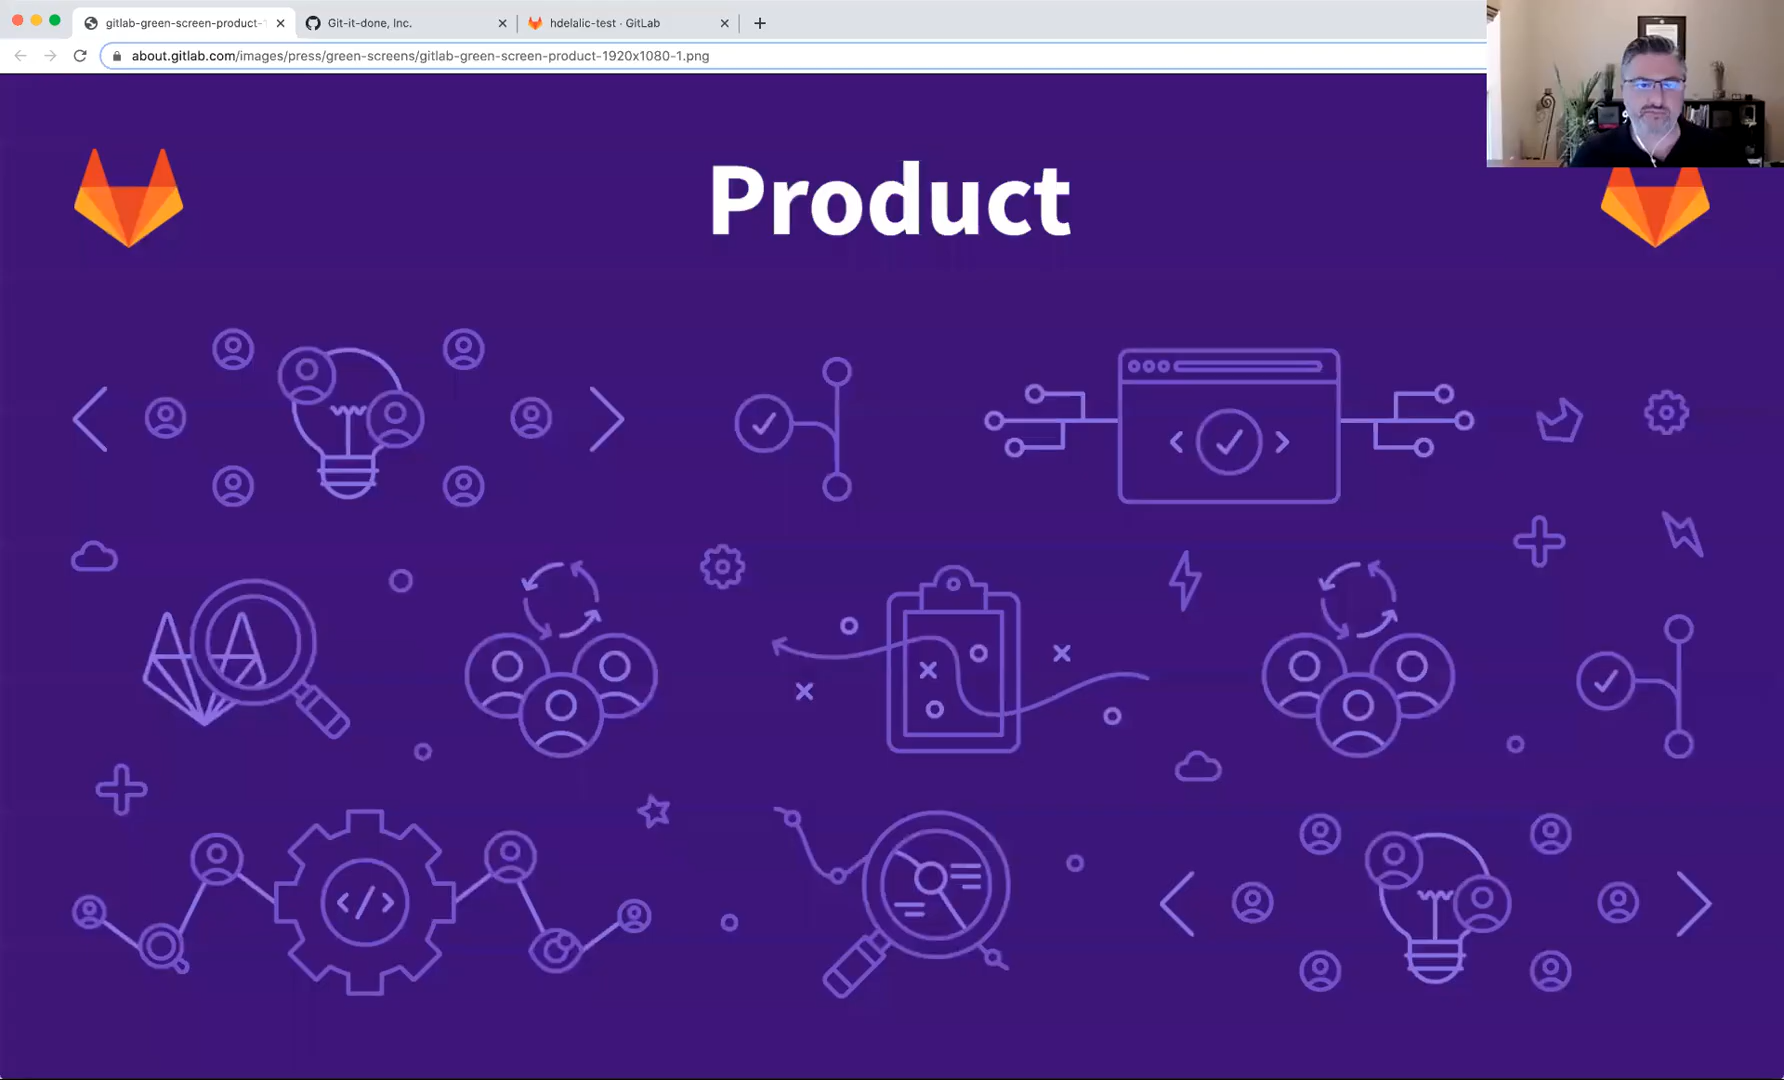 gitlab-green-screen-product-1
Git-it-done, Inc.
hdelalic-test · GitLab
about.gitlab.com/images/press/green-screens/gitlab-green-screen-product-1920x1080-1.png
Product